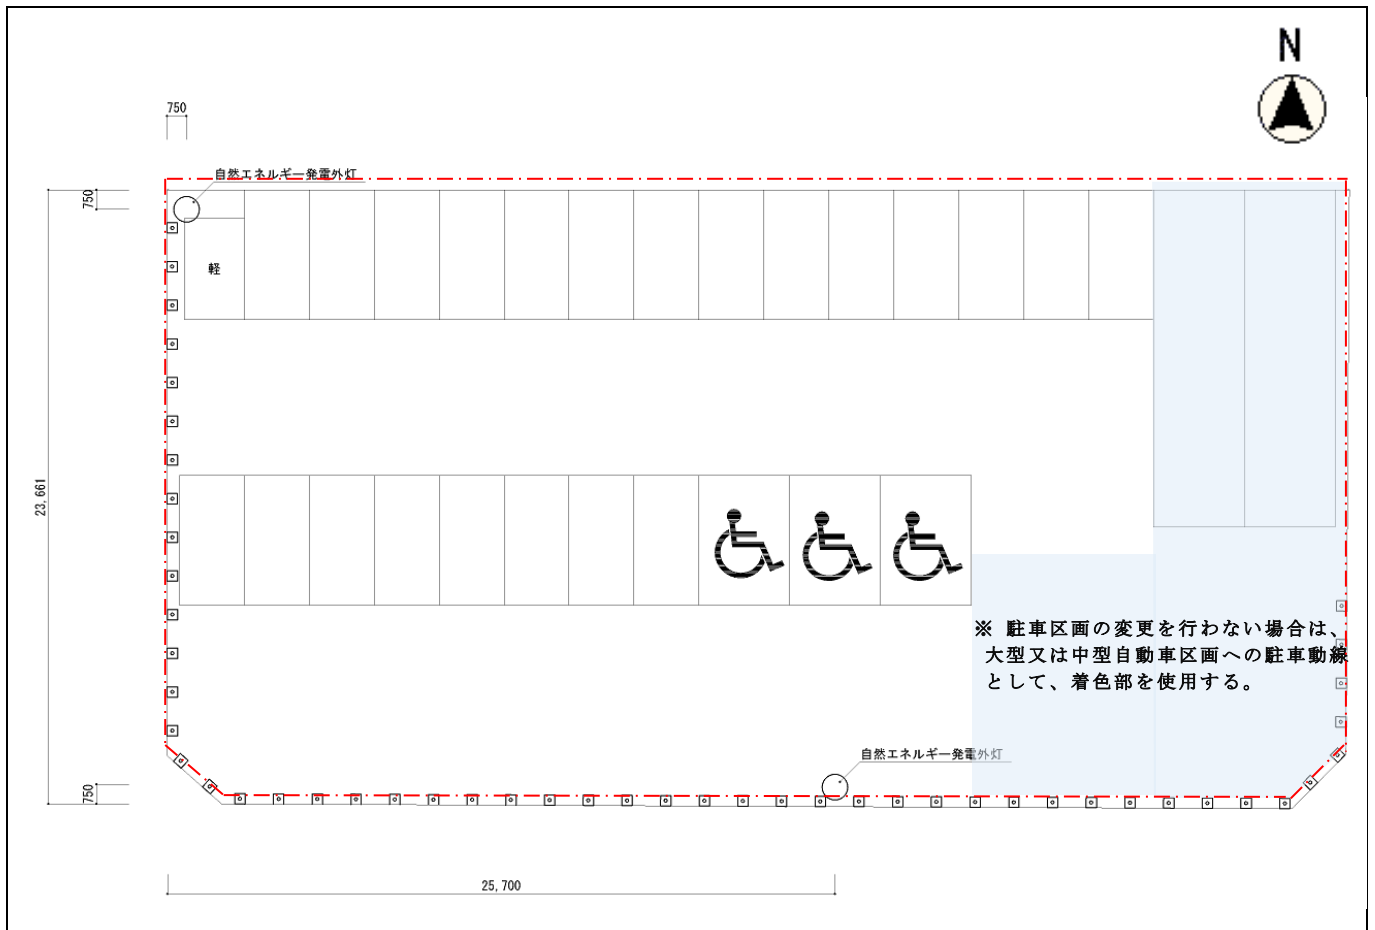 N
750
自然エネルギー発電外灯
750
軽
23,661
※ 駐車区画の変更を行わない場合は、
大型又は中型自動車区画への駐車動線
として、着色部を使用する。
自然エネルギー発電外灯
750
25,700